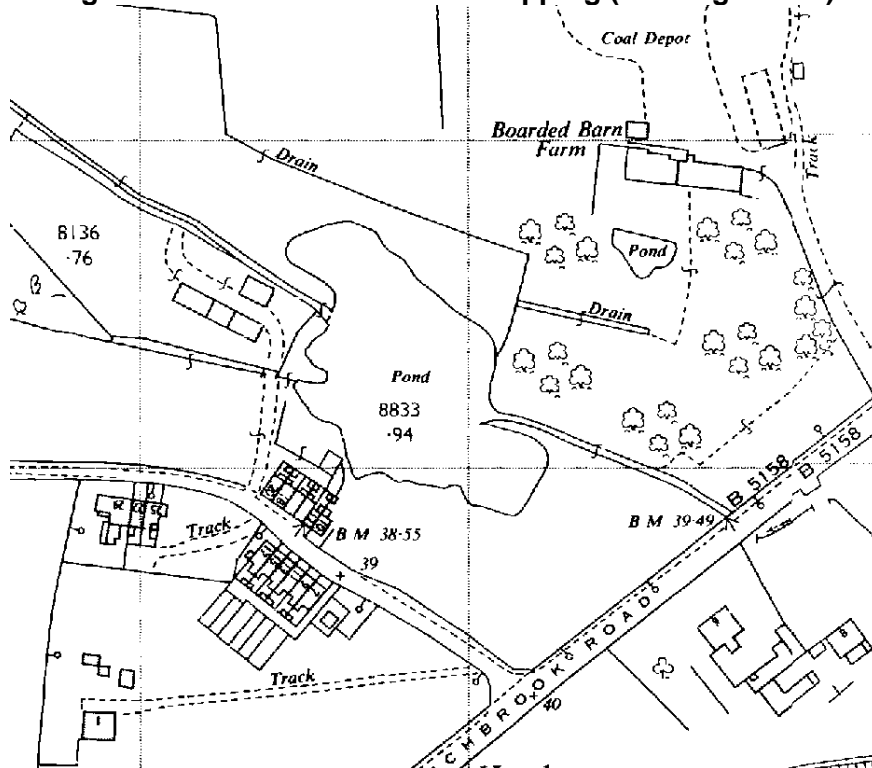 Coal Depot
Boarded Barn
Farm
Track
Drain
8136
·76
Pond
Drain
Pond
8833
·94
B 5158
B 5158
B M 38·55
B M 39·49
Track
39
Track
40
CHBROOK ROAD